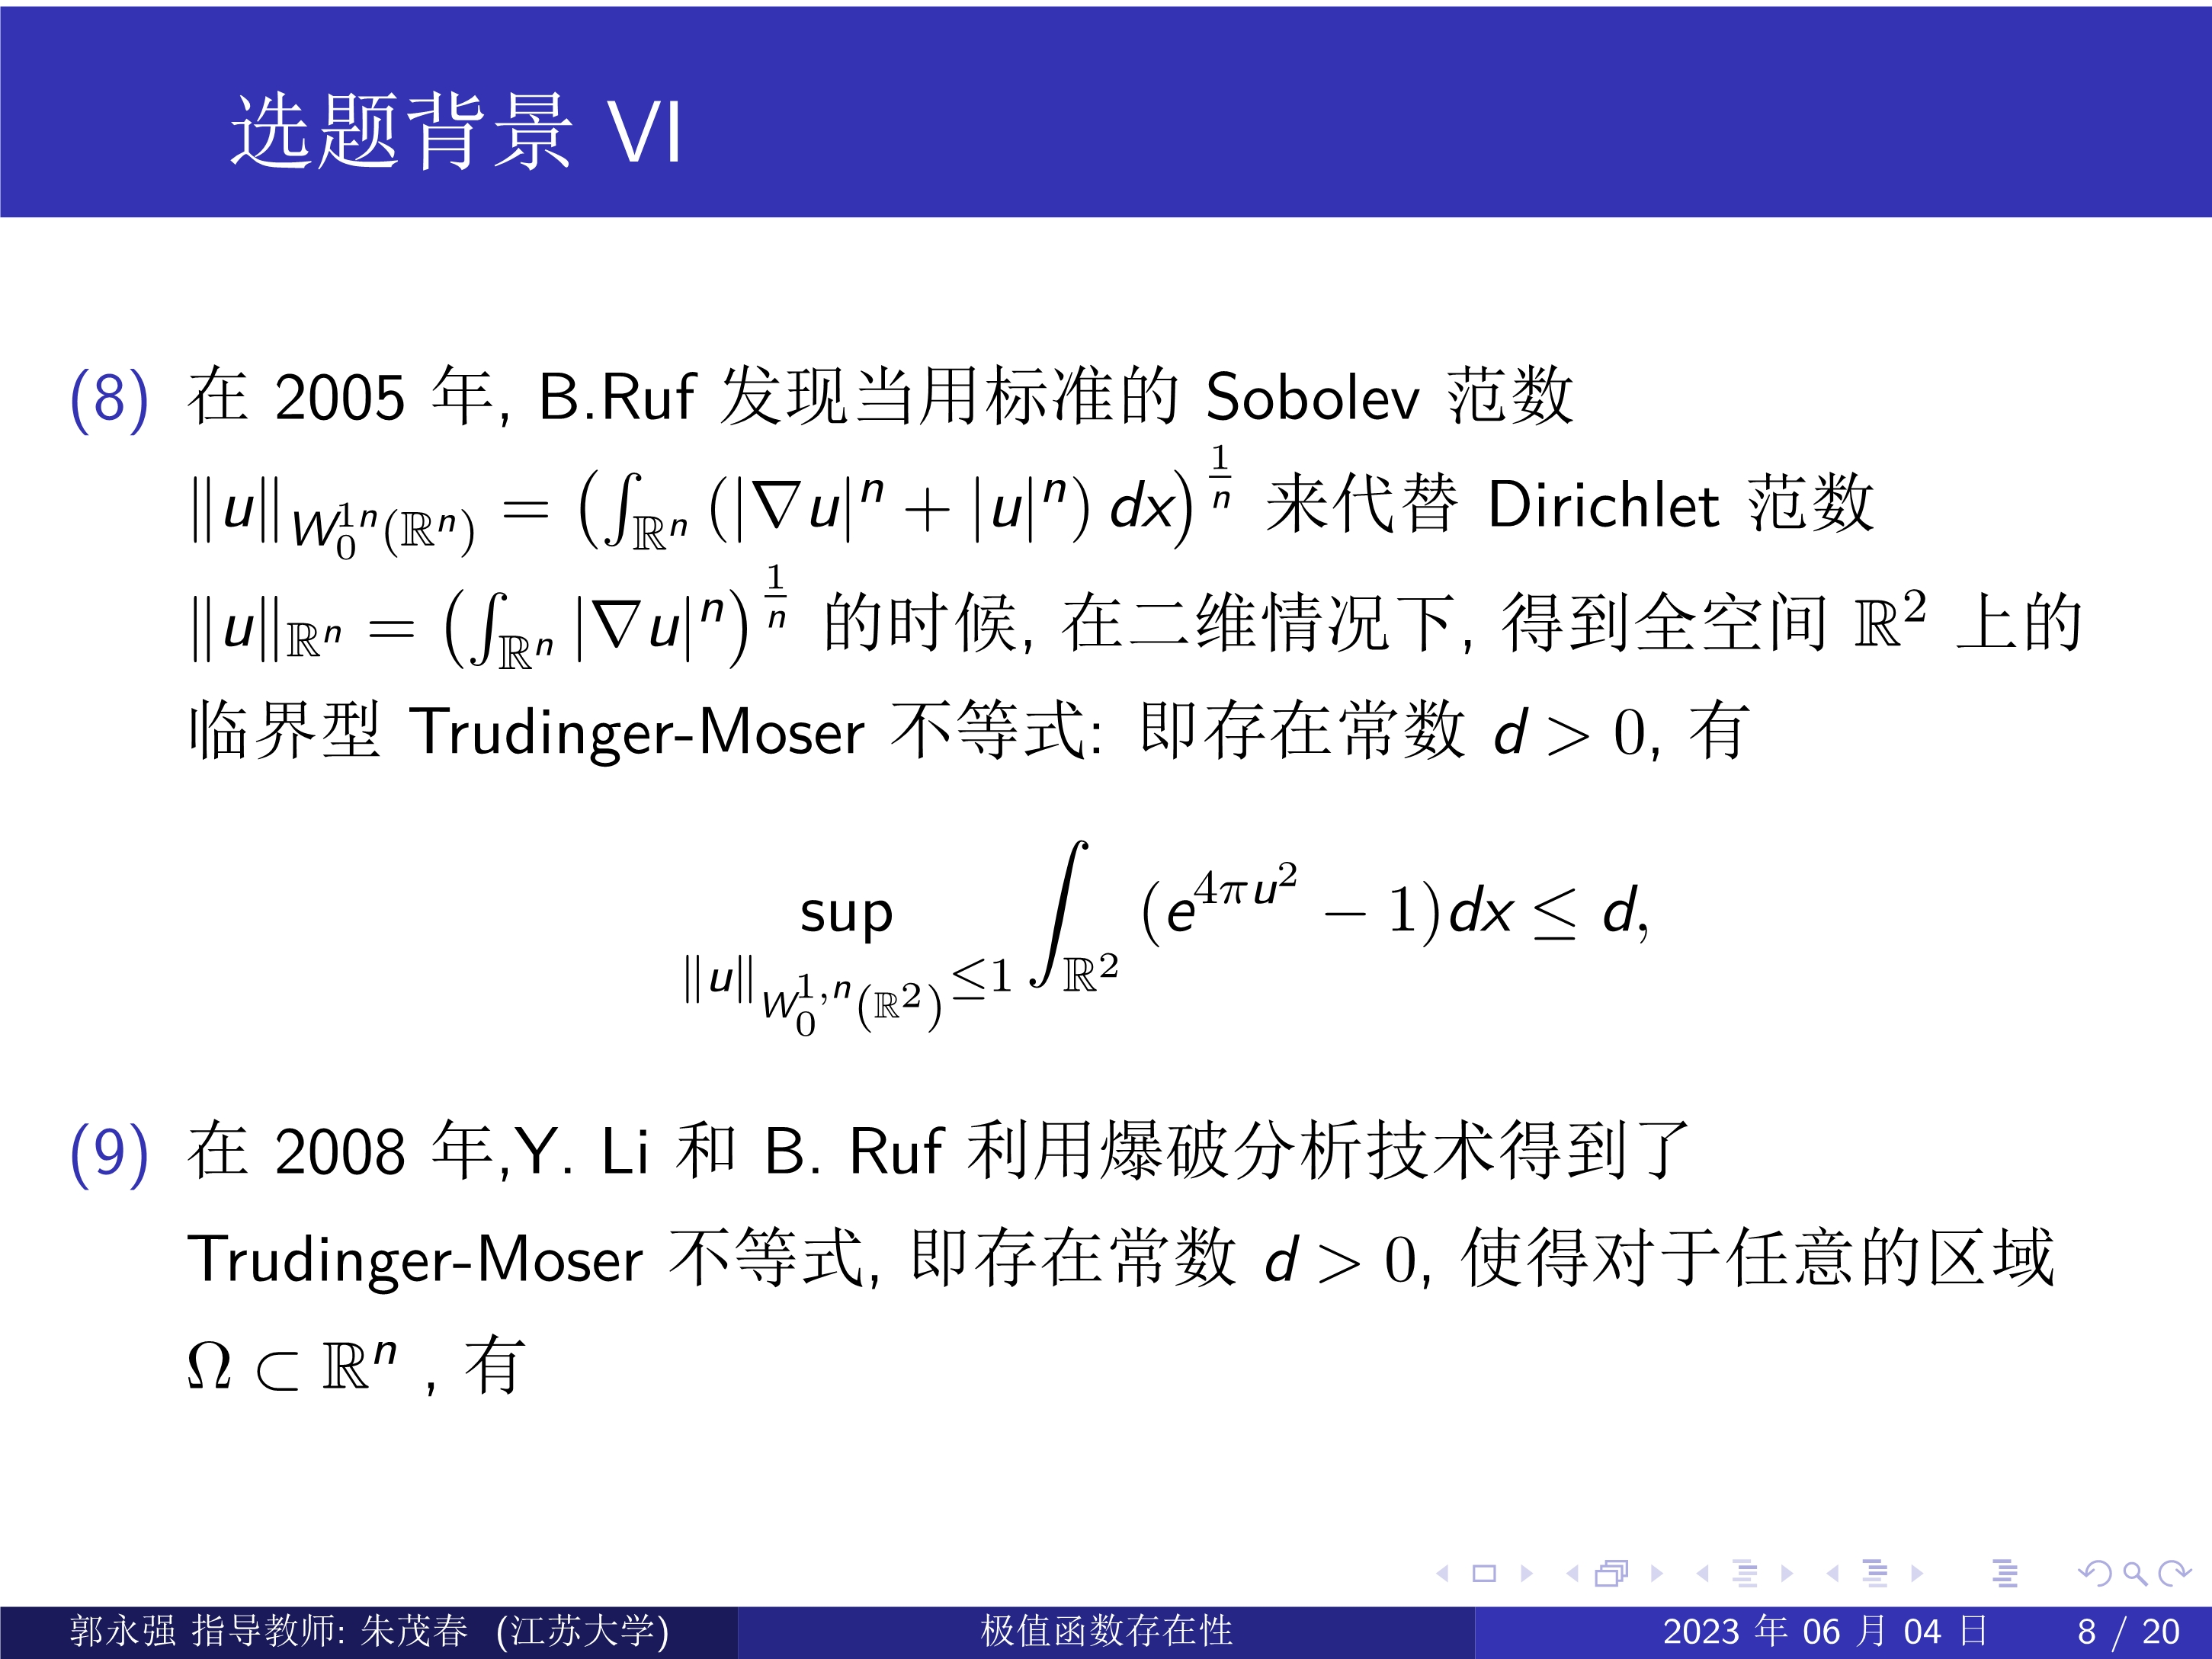 选题背景 VI
(8) 在 2005 年, B.Ruf 发现当用标准的 Sobolev 范数
‖u‖_{W_0^{1n}(ℝ^n)} = (∫_{ℝ^n} (|∇u|^n + |u|^n) dx)^{1/n} 来代替 Dirichlet 范数
‖u‖_{ℝ^n} = (∫_{ℝ^n} |∇u|^n)^{1/n} 的时候, 在二维情况下, 得到全空间 ℝ^2 上的
临界型 Trudinger-Moser 不等式: 即存在常数 d > 0, 有
sup_{‖u‖_{W_0^{1,n}(ℝ^2)} ≤ 1} ∫_{ℝ^2} (e^{4πu^2} − 1)dx ≤ d,
(9) 在 2008 年,Y. Li 和 B. Ruf 利用爆破分析技术得到了
Trudinger-Moser 不等式, 即存在常数 d > 0, 使得对于任意的区域
Ω ⊂ ℝ^n , 有
郭永强 指导教师: 朱茂春 (江苏大学) 极值函数存在性 2023 年 06 月 04 日 8 / 20